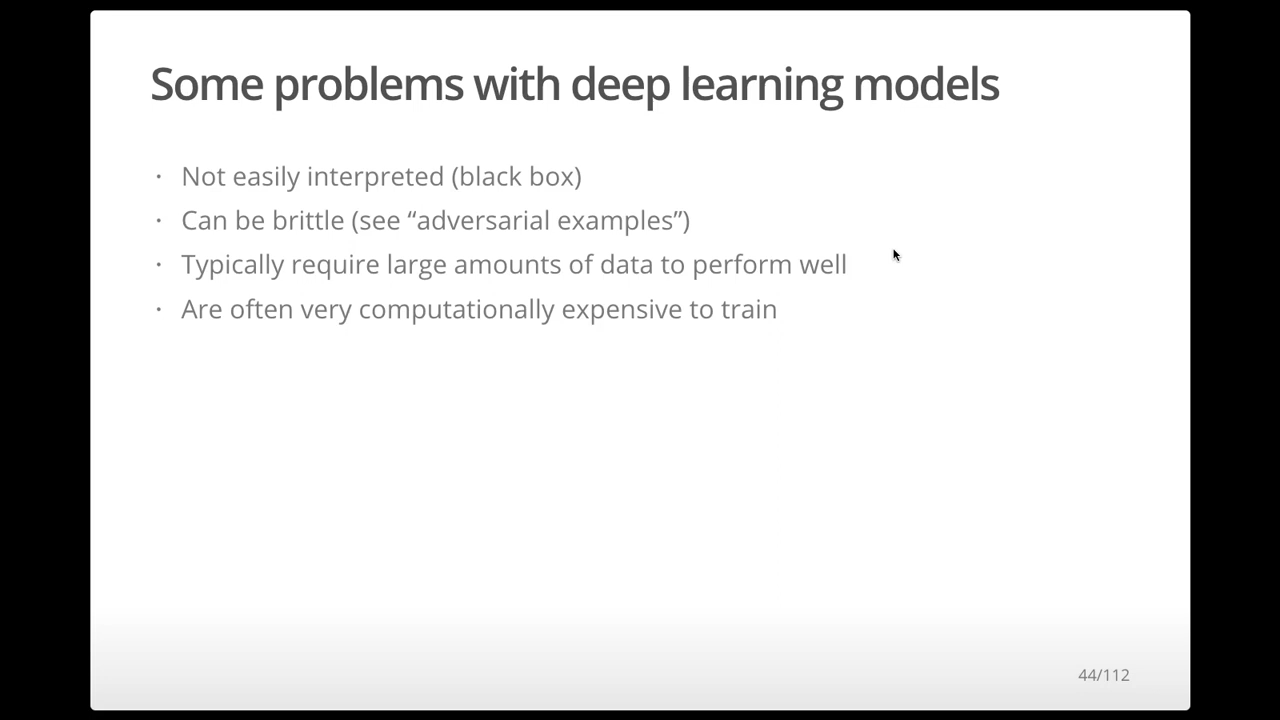 Some problems with deep learning models
· Not easily interpreted (black box)
· Can be brittle (see “adversarial examples”)
· Typically require large amounts of data to perform well
· Are often very computationally expensive to train
44/112